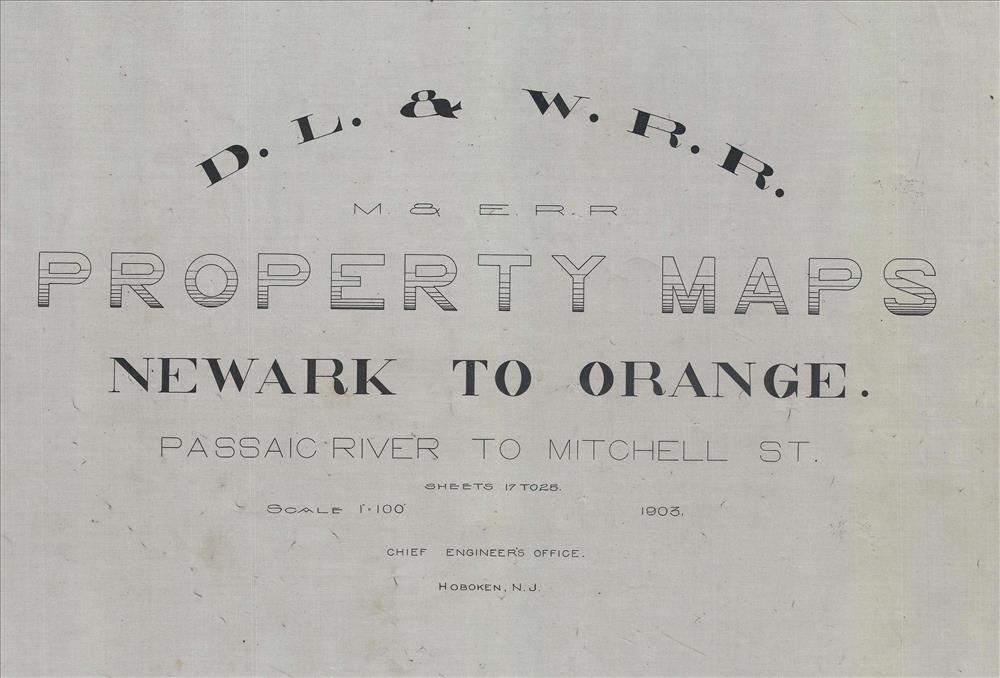 D. L. & W. R. R.
M. & E. R. R
PROPERTY MAPS
NEWARK TO ORANGE.
PASSAIC RIVER TO MITCHELL ST.
SHEETS 17 TO 25.
SCALE 1"=100' 1903.
CHIEF ENGINEER'S OFFICE.
HOBOKEN, N. J.